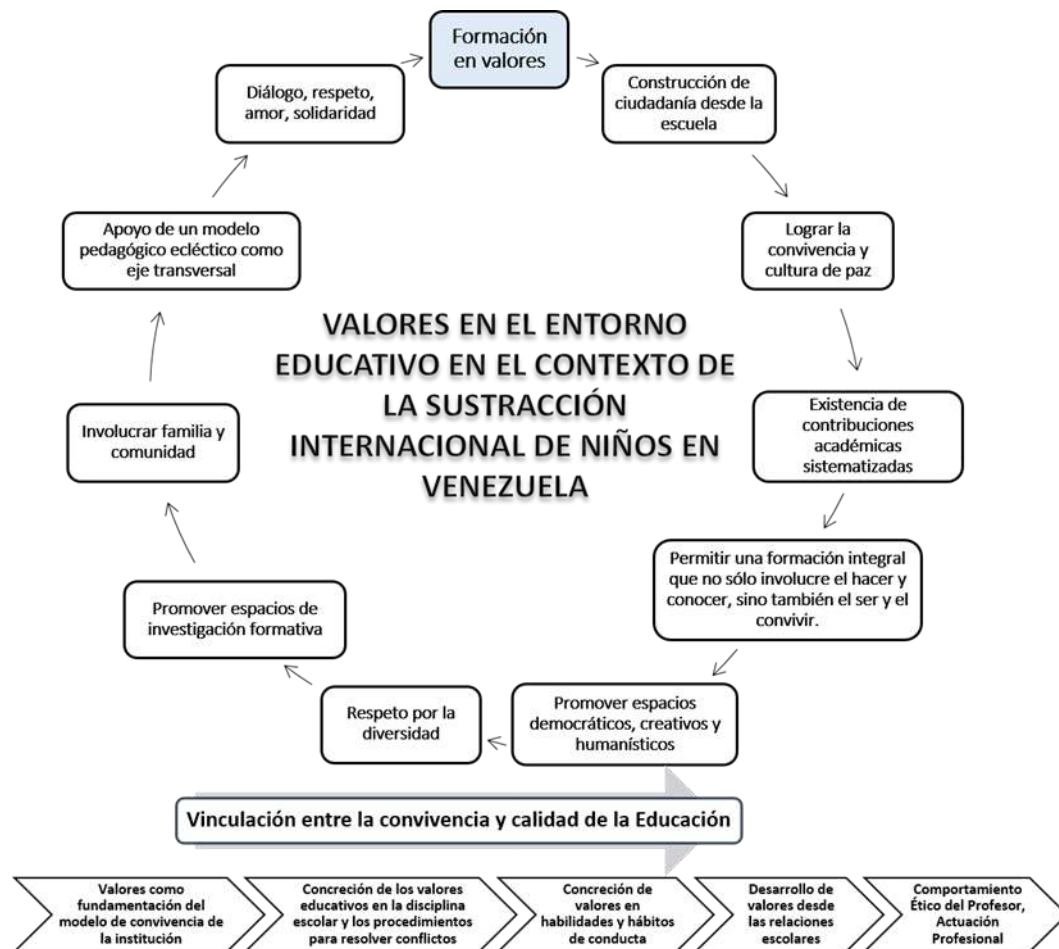 Formación
en valores
Construcción de
ciudadanía desde la
escuela
Lograr la
convivencia y
cultura de paz
Existencia de
contribuciones
académicas
sistematizadas
Permitir una formación integral
que no sólo involucre el hacer y
conocer, sino también el ser y el
convivir.
Promover espacios
democráticos, creativos y
humanísticos
Respeto por la
diversidad
Promover espacios de
investigación formativa
Involucrar familia y
comunidad
Apoyo de un modelo
pedagógico ecléctico como
eje transversal
Diálogo, respeto,
amor, solidaridad
VALORES EN EL ENTORNO
EDUCATIVO EN EL CONTEXTO DE
LA SUSTRACCIÓN
INTERNACIONAL DE NIÑOS EN
VENEZUELA
Vinculación entre la convivencia y calidad de la Educación
Valores como
fundamentación del
modelo de convivencia de
la institución
Concreción de los valores
educativos en la disciplina
escolar y los procedimientos
para resolver conflictos
Concreción de
valores en
habilidades y hábitos
de conducta
Desarrollo de
valores desde
las relaciones
escolares
Comportamiento
Ético del Profesor,
Actuación
Profesional